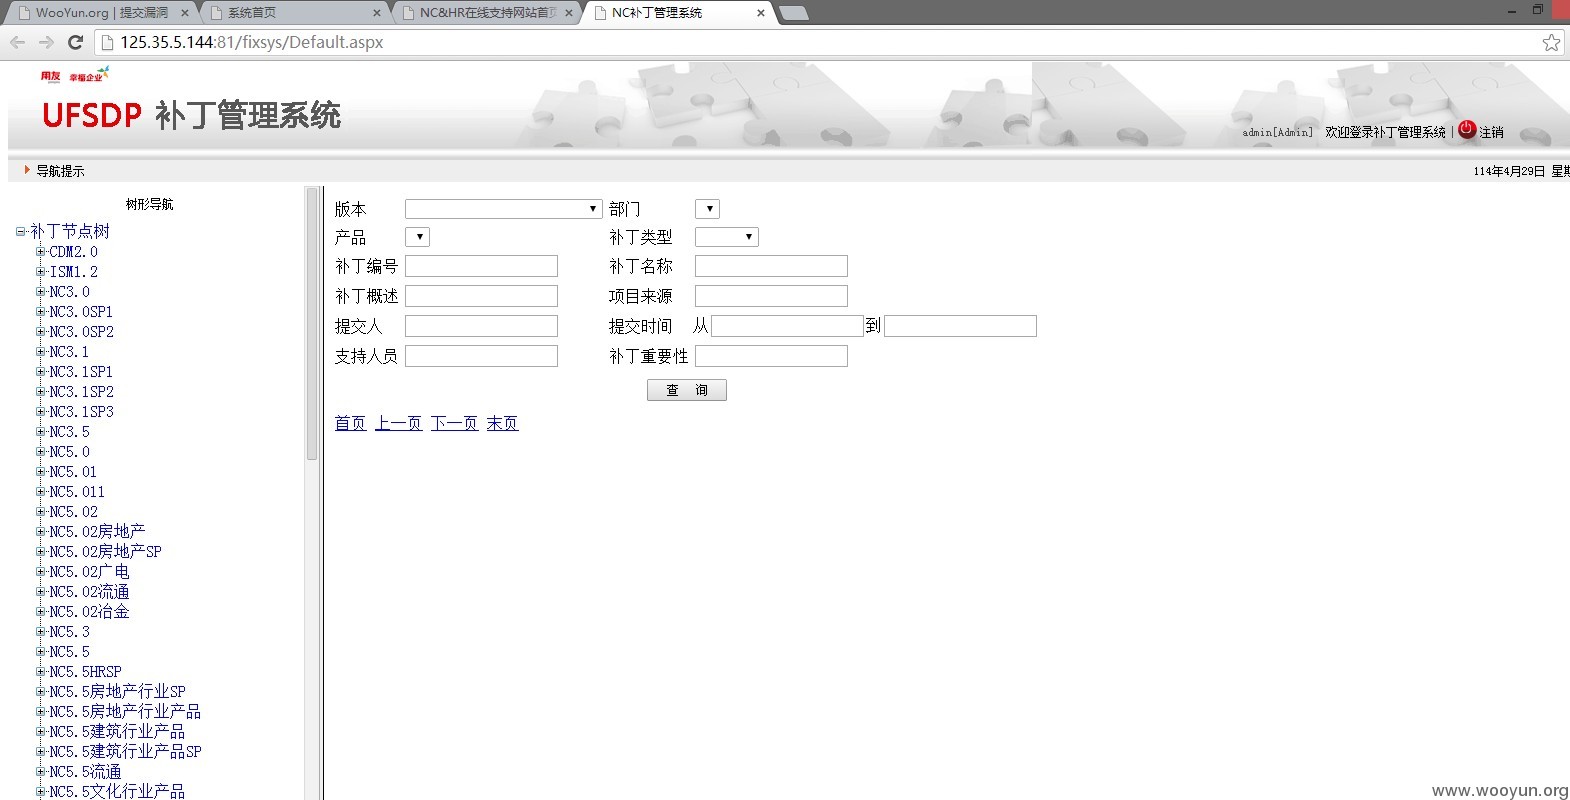 WooYun.org | 提交漏洞
系统首页
NC&HR在线支持网站首页
NC补丁管理系统
125.35.5.144:81/fixsys/Default.aspx
用友 幸福企业
UFSDP 补丁管理系统
admin[Admin] 欢迎登录补丁管理系统 | 注销
导航提示
114年4月29日 星期
树形导航
补丁节点树
CDM2.0
ISM1.2
NC3.0
NC3.0SP1
NC3.0SP2
NC3.1
NC3.1SP1
NC3.1SP2
NC3.1SP3
NC3.5
NC5.0
NC5.01
NC5.011
NC5.02
NC5.02房地产
NC5.02房地产SP
NC5.02广电
NC5.02流通
NC5.02冶金
NC5.3
NC5.5
NC5.5HRSP
NC5.5房地产行业SP
NC5.5房地产行业产品
NC5.5建筑行业产品
NC5.5建筑行业产品SP
NC5.5流通
NC5.5文化行业产品
版本 部门
产品 补丁类型
补丁编号 补丁名称
补丁概述 项目来源
提交人 提交时间 从 到
支持人员 补丁重要性
查 询
首页 上一页 下一页 末页
www.wooyun.org